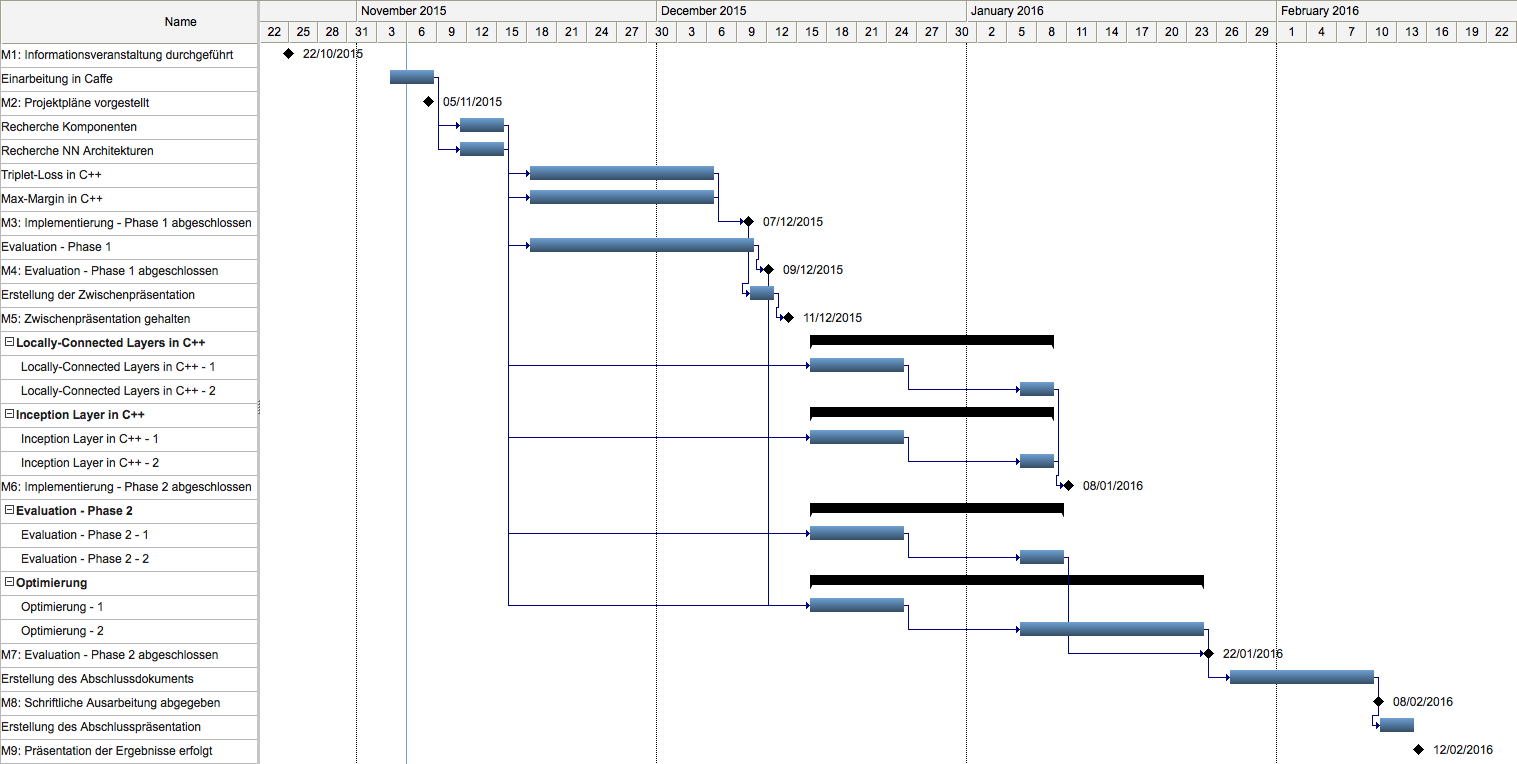 Name
November 2015 December 2015 January 2016 February 2016
22 25 28 31 3 6 9 12 15 18 21 24 27 30 3 6 9 12 15 18 21 24 27 30 2 5 8 11 14 17 20 23 26 29 1 4 7 10 13 16 19 22
M1: Informationsveranstaltung durchgeführt 22/10/2015
Einarbeitung in Caffe
M2: Projektpläne vorgestellt 05/11/2015
Recherche Komponenten
Recherche NN Architekturen
Triplet-Loss in C++
Max-Margin in C++
M3: Implementierung - Phase 1 abgeschlossen 07/12/2015
Evaluation - Phase 1
M4: Evaluation - Phase 1 abgeschlossen 09/12/2015
Erstellung der Zwischenpräsentation
M5: Zwischenpräsentation gehalten 11/12/2015
Locally-Connected Layers in C++
Locally-Connected Layers in C++ - 1
Locally-Connected Layers in C++ - 2
Inception Layer in C++
Inception Layer in C++ - 1
Inception Layer in C++ - 2
M6: Implementierung - Phase 2 abgeschlossen 08/01/2016
Evaluation - Phase 2
Evaluation - Phase 2 - 1
Evaluation - Phase 2 - 2
Optimierung
Optimierung - 1
Optimierung - 2
M7: Evaluation - Phase 2 abgeschlossen 22/01/2016
Erstellung des Abschlussdokuments
M8: Schriftliche Ausarbeitung abgegeben 08/02/2016
Erstellung des Abschlusspräsentation
M9: Präsentation der Ergebnisse erfolgt 12/02/2016